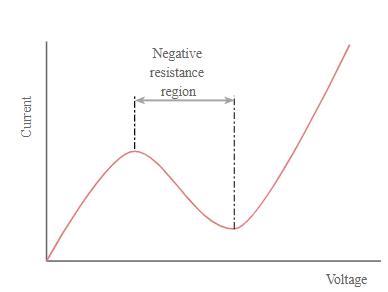 Negative
resistance
region
Current
Voltage